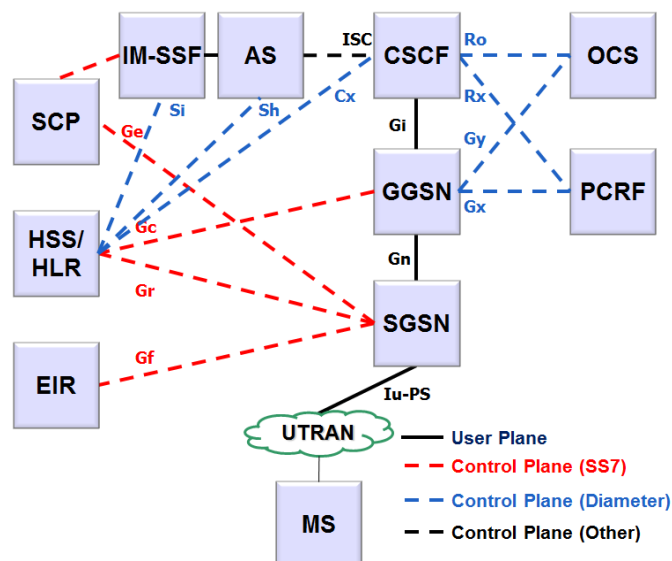 ISC
IM-SSF
AS
CSCF
Ro
OCS
Si
Sh
Cx
Rx
SCP
Ge
Gi
Gy
HSS/
HLR
Gc
GGSN
Gx
PCRF
Gr
Gn
SGSN
EIR
Gf
Iu-PS
UTRAN
User Plane
Control Plane (SS7)
MS
Control Plane (Diameter)
Control Plane (Other)